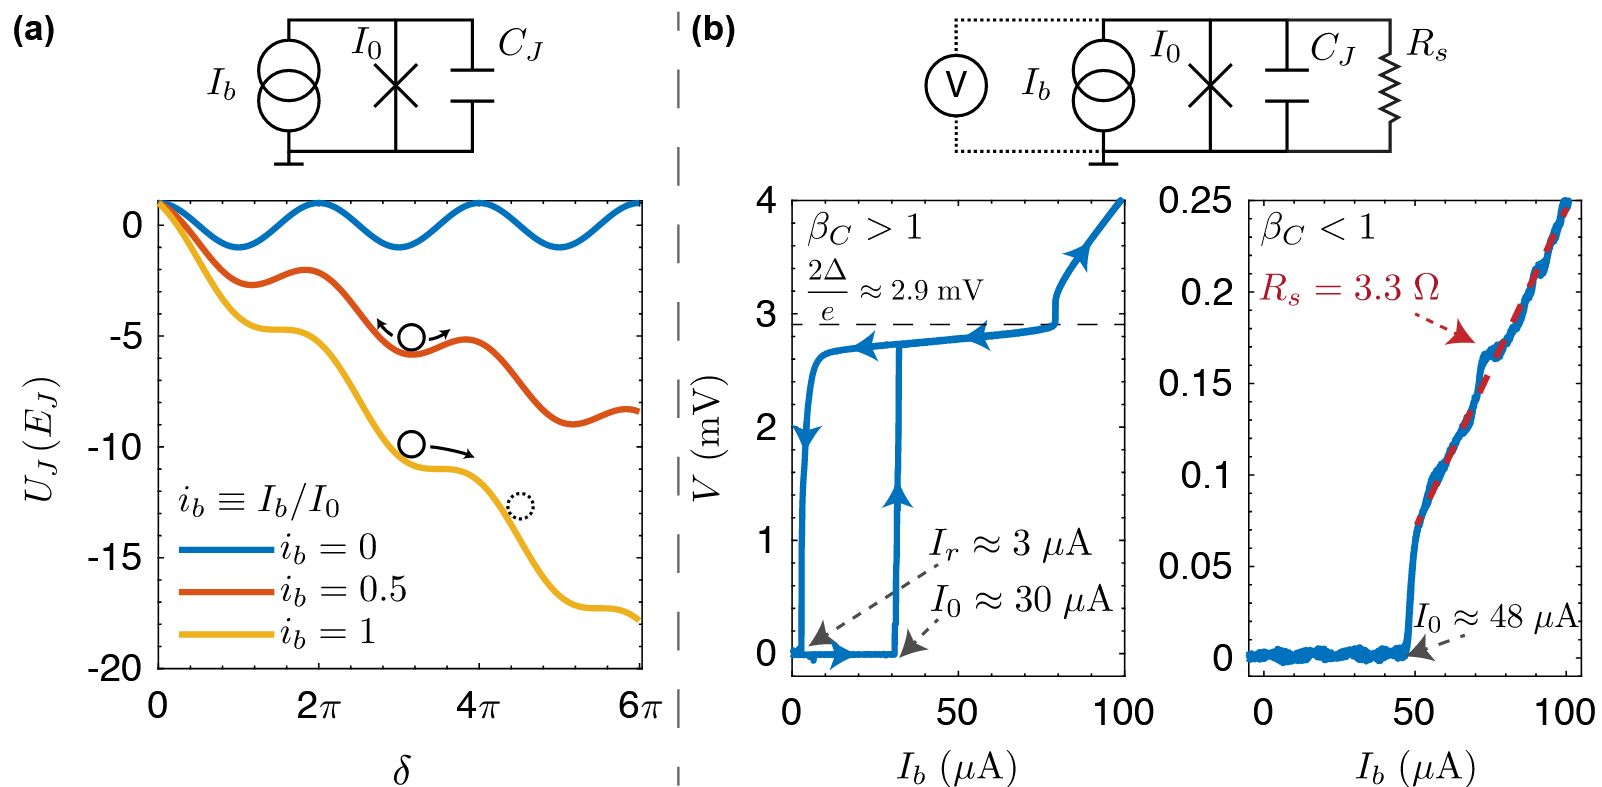 (a)
I_0
C_J
I_b
0
-5
-10
-15
-20
U_J (E_J)
i_b ≡ I_b/I_0
i_b = 0
i_b = 0.5
i_b = 1
0
2π
4π
6π
δ
(b)
V
I_b
I_0
C_J
R_s
4
3
2
1
0
V (mV)
β_C > 1
2Δ/e ≈ 2.9 mV
I_r ≈ 3 μA
I_0 ≈ 30 μA
0
50
100
I_b (μA)
0.25
0.2
0.15
0.1
0.05
0
β_C < 1
R_s = 3.3 Ω
I_0 ≈ 48 μA
0
50
100
I_b (μA)